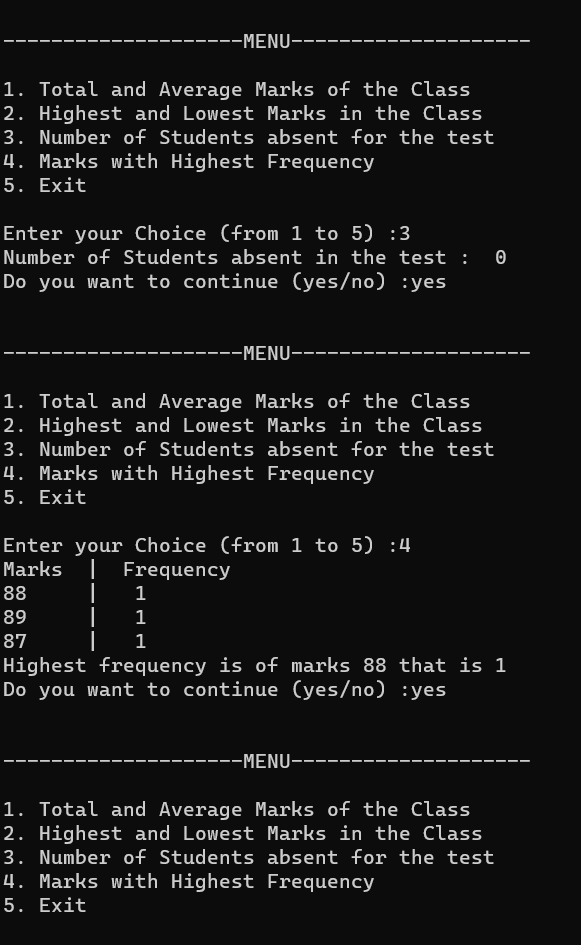 --------------------MENU--------------------
1. Total and Average Marks of the Class
2. Highest and Lowest Marks in the Class
3. Number of Students absent for the test
4. Marks with Highest Frequency
5. Exit
Enter your Choice (from 1 to 5) :3
Number of Students absent in the test :  0
Do you want to continue (yes/no) :yes
--------------------MENU--------------------
1. Total and Average Marks of the Class
2. Highest and Lowest Marks in the Class
3. Number of Students absent for the test
4. Marks with Highest Frequency
5. Exit
Enter your Choice (from 1 to 5) :4
Marks  |  Frequency
88     |   1
89     |   1
87     |   1
Highest frequency is of marks 88 that is 1
Do you want to continue (yes/no) :yes
--------------------MENU--------------------
1. Total and Average Marks of the Class
2. Highest and Lowest Marks in the Class
3. Number of Students absent for the test
4. Marks with Highest Frequency
5. Exit